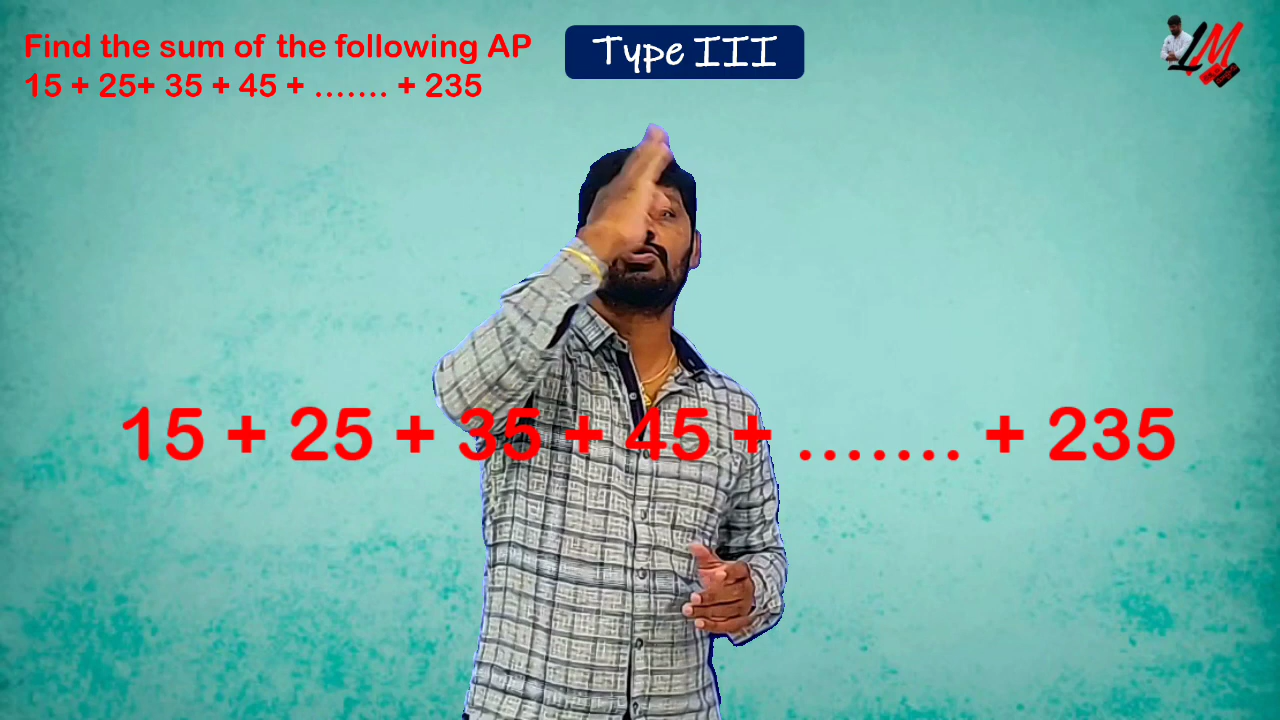 Find the sum of the following AP
15 + 25+ 35 + 45 + ....... + 235
Type III
LM
15 + 25 + 35 + 45 + ....... + 235